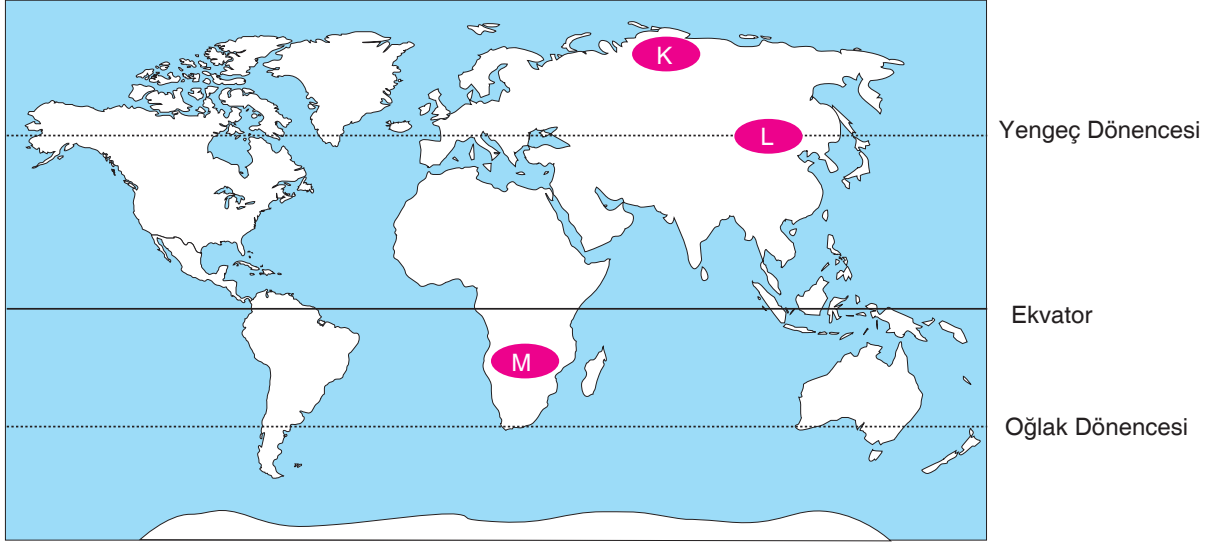 K
L
Yengeç Dönencesi
Ekvator
M
Oğlak Dönencesi